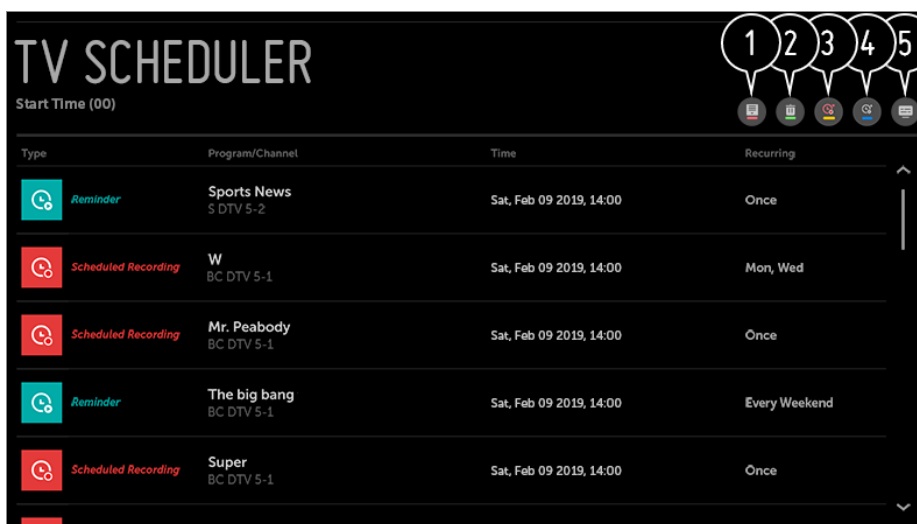 TV SCHEDULER
1 2 3 4 5
Start Time (00)
Type Program/Channel Time Recurring
Reminder Sports News Sat, Feb 09 2019, 14:00 Once
S DTV 5-2
Scheduled Recording W Sat, Feb 09 2019, 14:00 Mon, Wed
BC DTV 5-1
Scheduled Recording Mr. Peabody Sat, Feb 09 2019, 14:00 Once
BC DTV 5-1
Reminder The big bang Sat, Feb 09 2019, 14:00 Every Weekend
BC DTV 5-1
Scheduled Recording Super Sat, Feb 09 2019, 14:00 Once
BC DTV 5-1